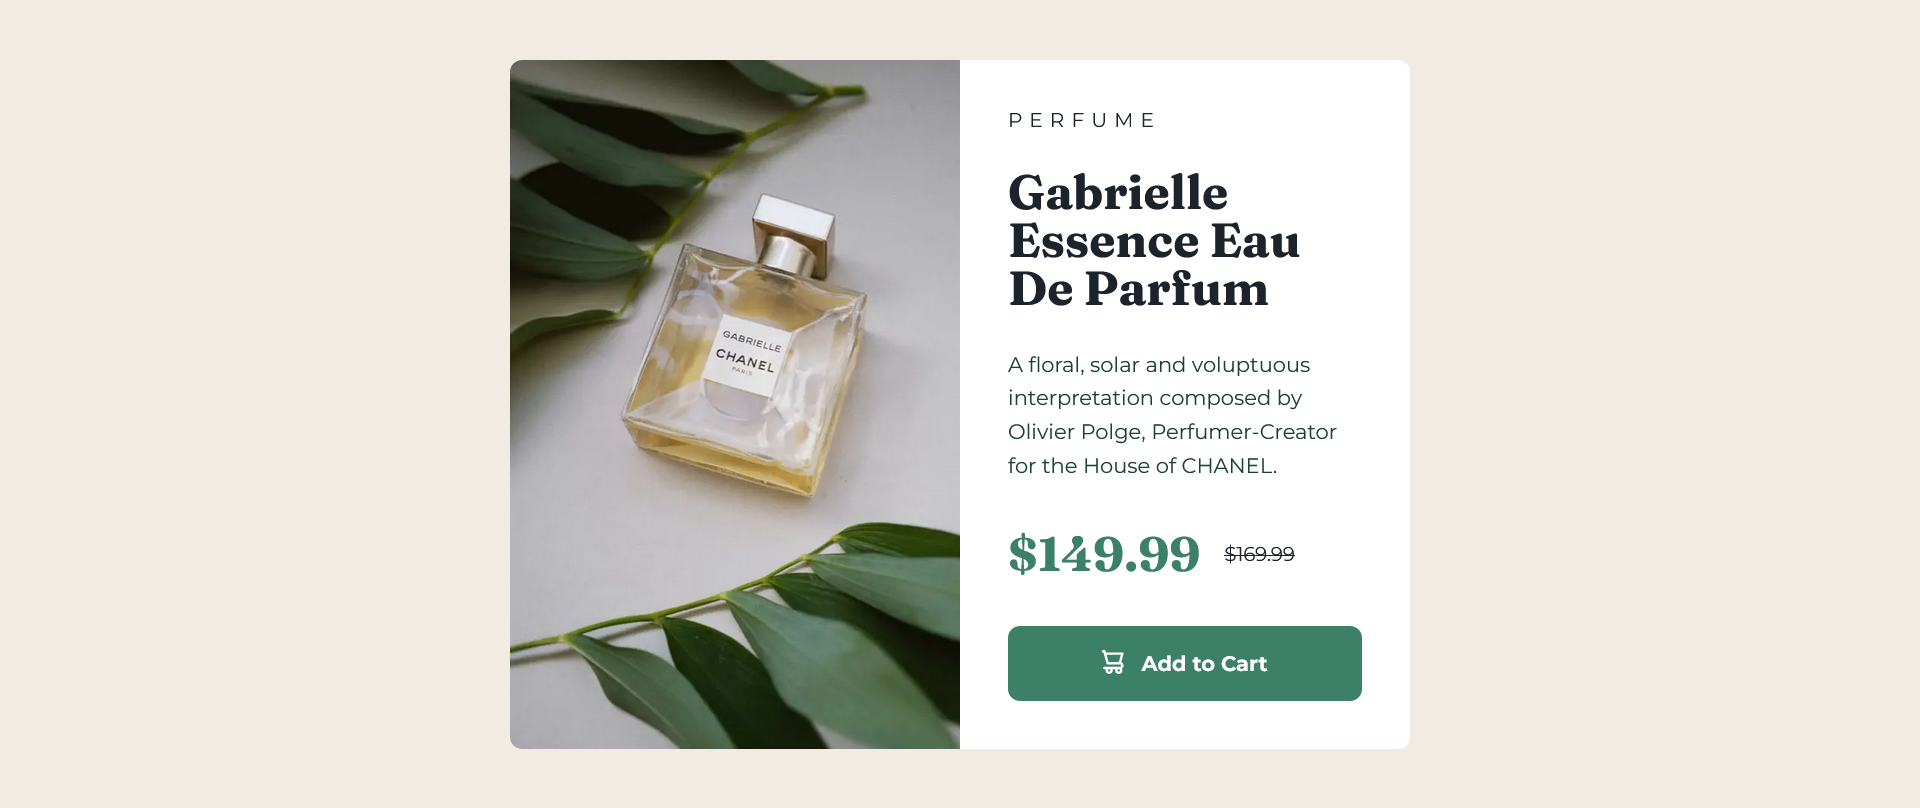 GABRIELLE
CHANEL
PARIS
PERFUME
Gabrielle
Essence Eau
De Parfum
A floral, solar and voluptuous
interpretation composed by
Olivier Polge, Perfumer-Creator
for the House of CHANEL.
$149.99 $169.99
Add to Cart